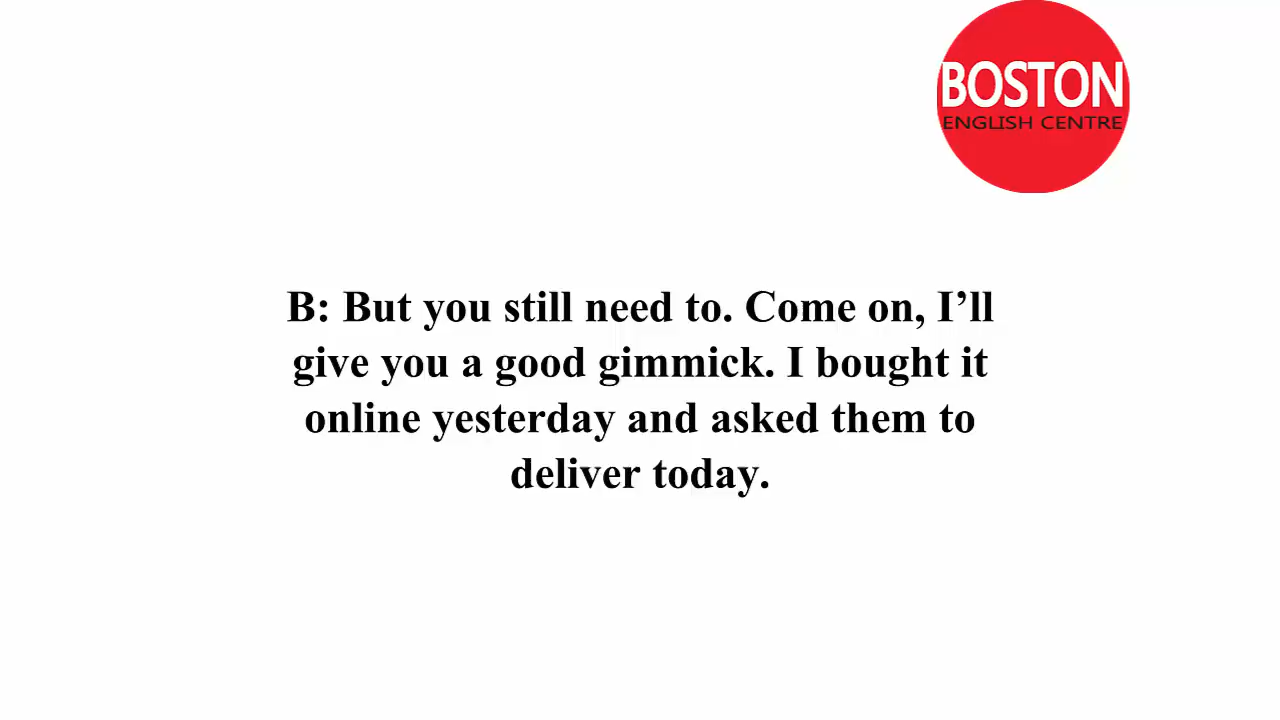 BOSTON
ENGLISH CENTRE
B: But you still need to. Come on, I’ll
give you a good gimmick. I bought it
online yesterday and asked them to
deliver today.